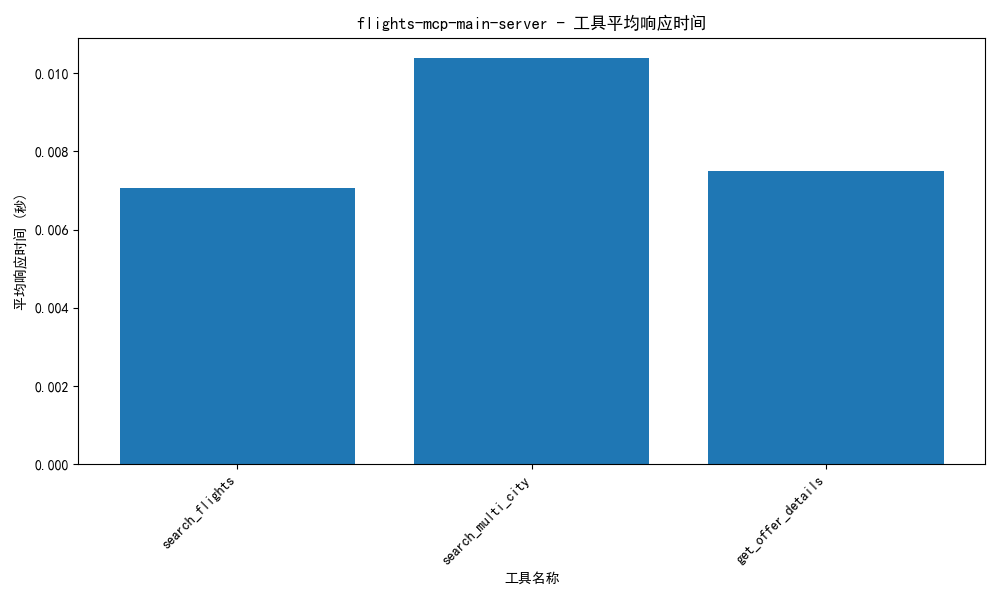 flights-mcp-main-server - 工具平均响应时间
平均响应时间 (秒)
0.010
0.008
0.006
0.004
0.002
0.000
search_flights
search_multi_city
get_offer_details
工具名称